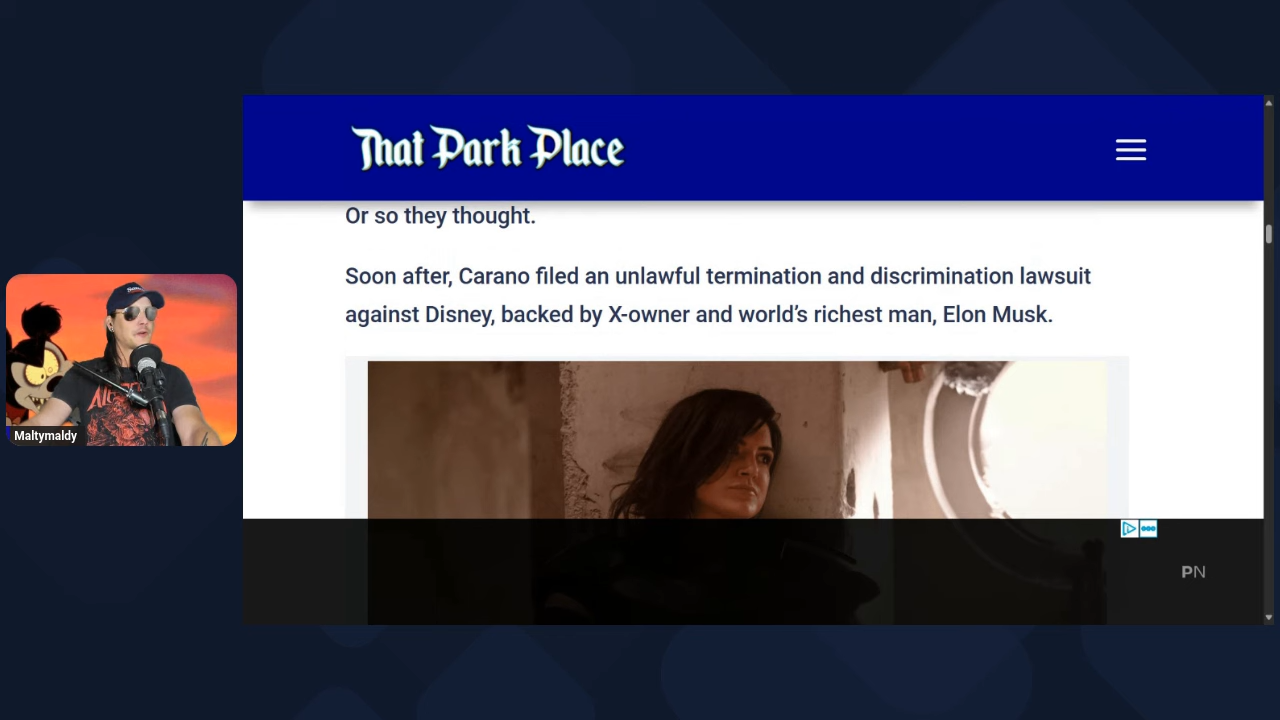 That Park Place
Or so they thought.
Soon after, Carano filed an unlawful termination and discrimination lawsuit
against Disney, backed by X-owner and world’s richest man, Elon Musk.
Maltymaldy
PN